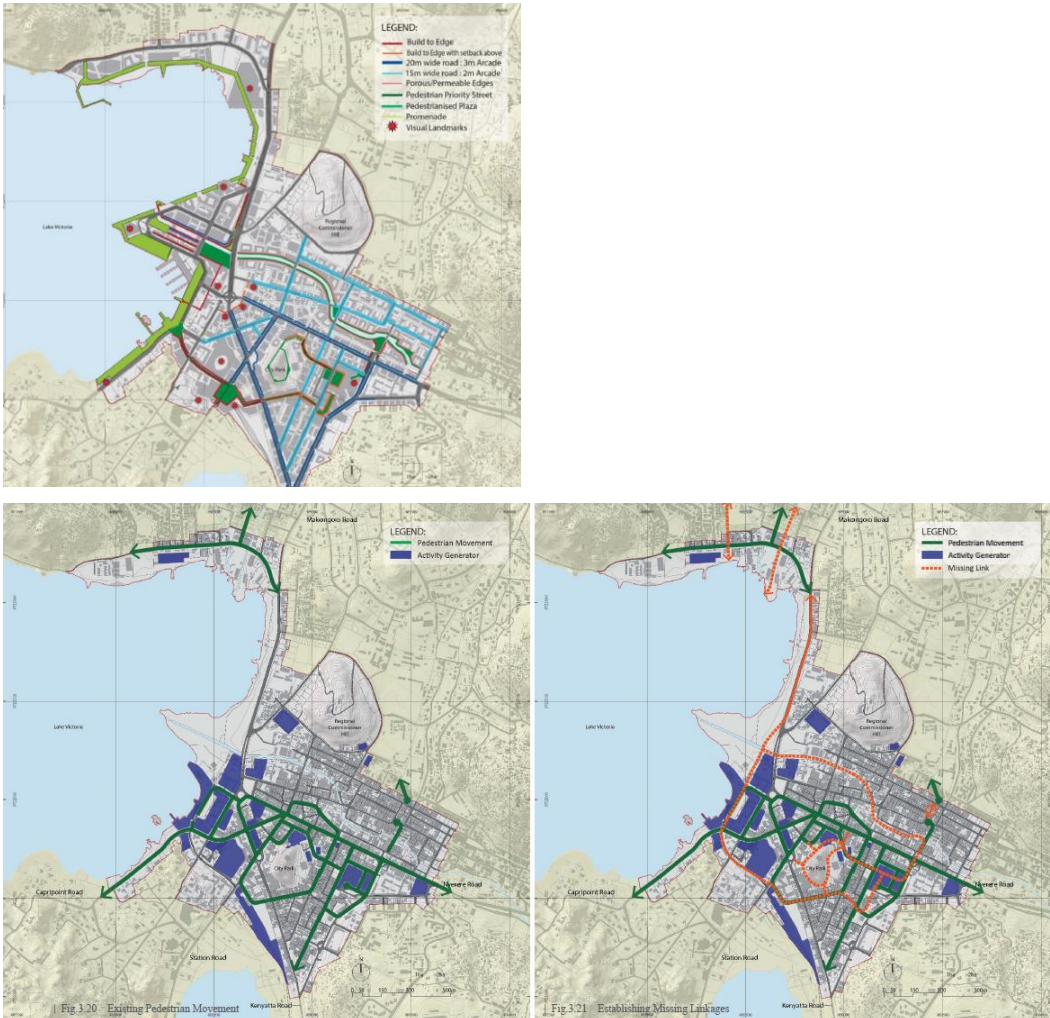 LEGEND:
Build to Edge
Build to Edge with setback above
20m wide road : 3m Arcade
15m wide road : 2m Arcade
Porous/Permeable Edges
Pedestrian Priority Street
Pedestrianised Plaza
Promenade
Visual Landmarks
Lake Victoria
Regional
Commissioner
Hill
City Park
Makongoro Road
LEGEND:
Pedestrian Movement
Activity Generator
Lake Victoria
Regional
Commissioner
Hill
City Park
Capripoint Road
Nyerere Road
Station Road
Kenyatta Road
| Fig.3.20 Existing Pedestrian Movement
Makongoro Road
LEGEND:
Pedestrian Movement
Activity Generator
Missing Link
Lake Victoria
Regional
Commissioner
Hill
City Park
Capripoint Road
Nyerere Road
Station Road
Kenyatta Road
Fig.3.21 Establishing Missing Linkages